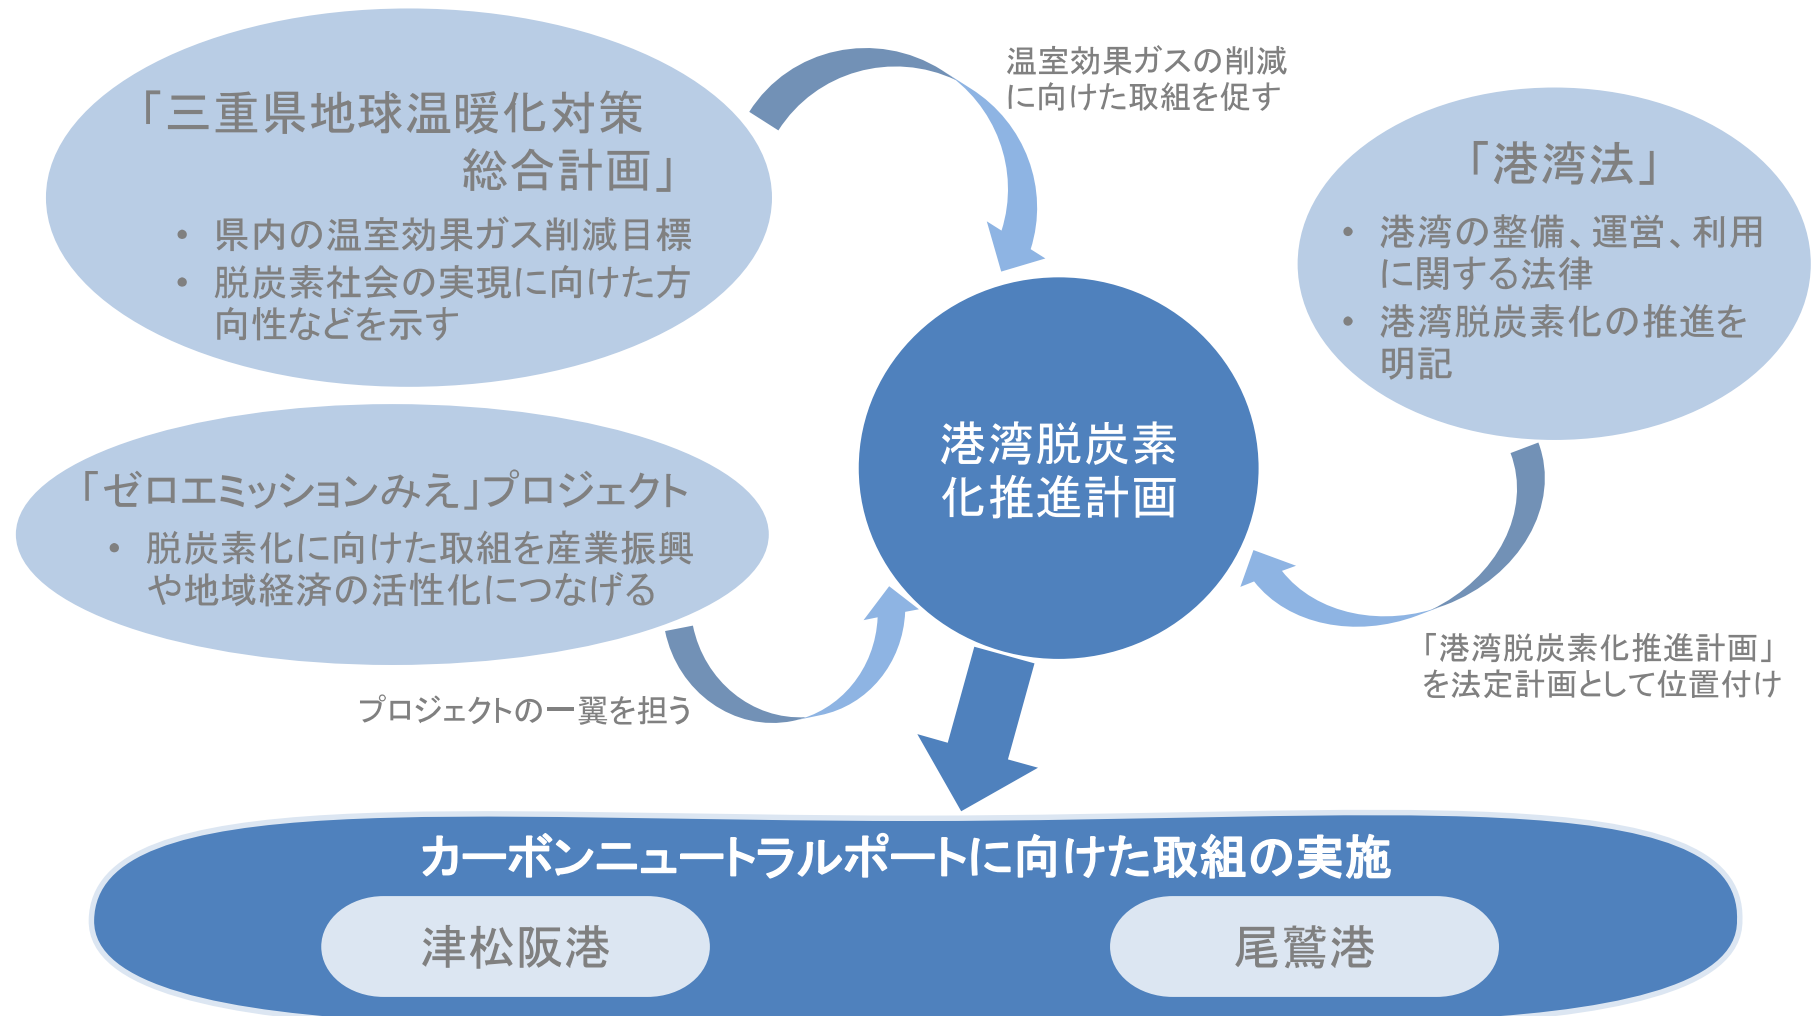 「三重県地球温暖化対策
総合計画」
• 県内の温室効果ガス削減目標
• 脱炭素社会の実現に向けた方
向性などを示す
温室効果ガスの削減
に向けた取組を促す
「港湾法」
• 港湾の整備、運営、利用
に関する法律
• 港湾脱炭素化の推進を
明記
「ゼロエミッションみえ」プロジェクト
• 脱炭素化に向けた取組を産業振興
や地域経済の活性化につなげる
港湾脱炭素
化推進計画
プロジェクトの一翼を担う
「港湾脱炭素化推進計画」
を法定計画として位置付け
カーボンニュートラルポートに向けた取組の実施
津松阪港
尾鷲港